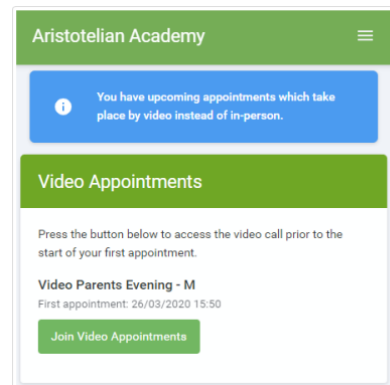 Aristotelian Academy
You have upcoming appointments which take
place by video instead of in-person.
Video Appointments
Press the button below to access the video call prior to the
start of your first appointment.
Video Parents Evening - M
First appointment: 26/03/2020 15:50
Join Video Appointments